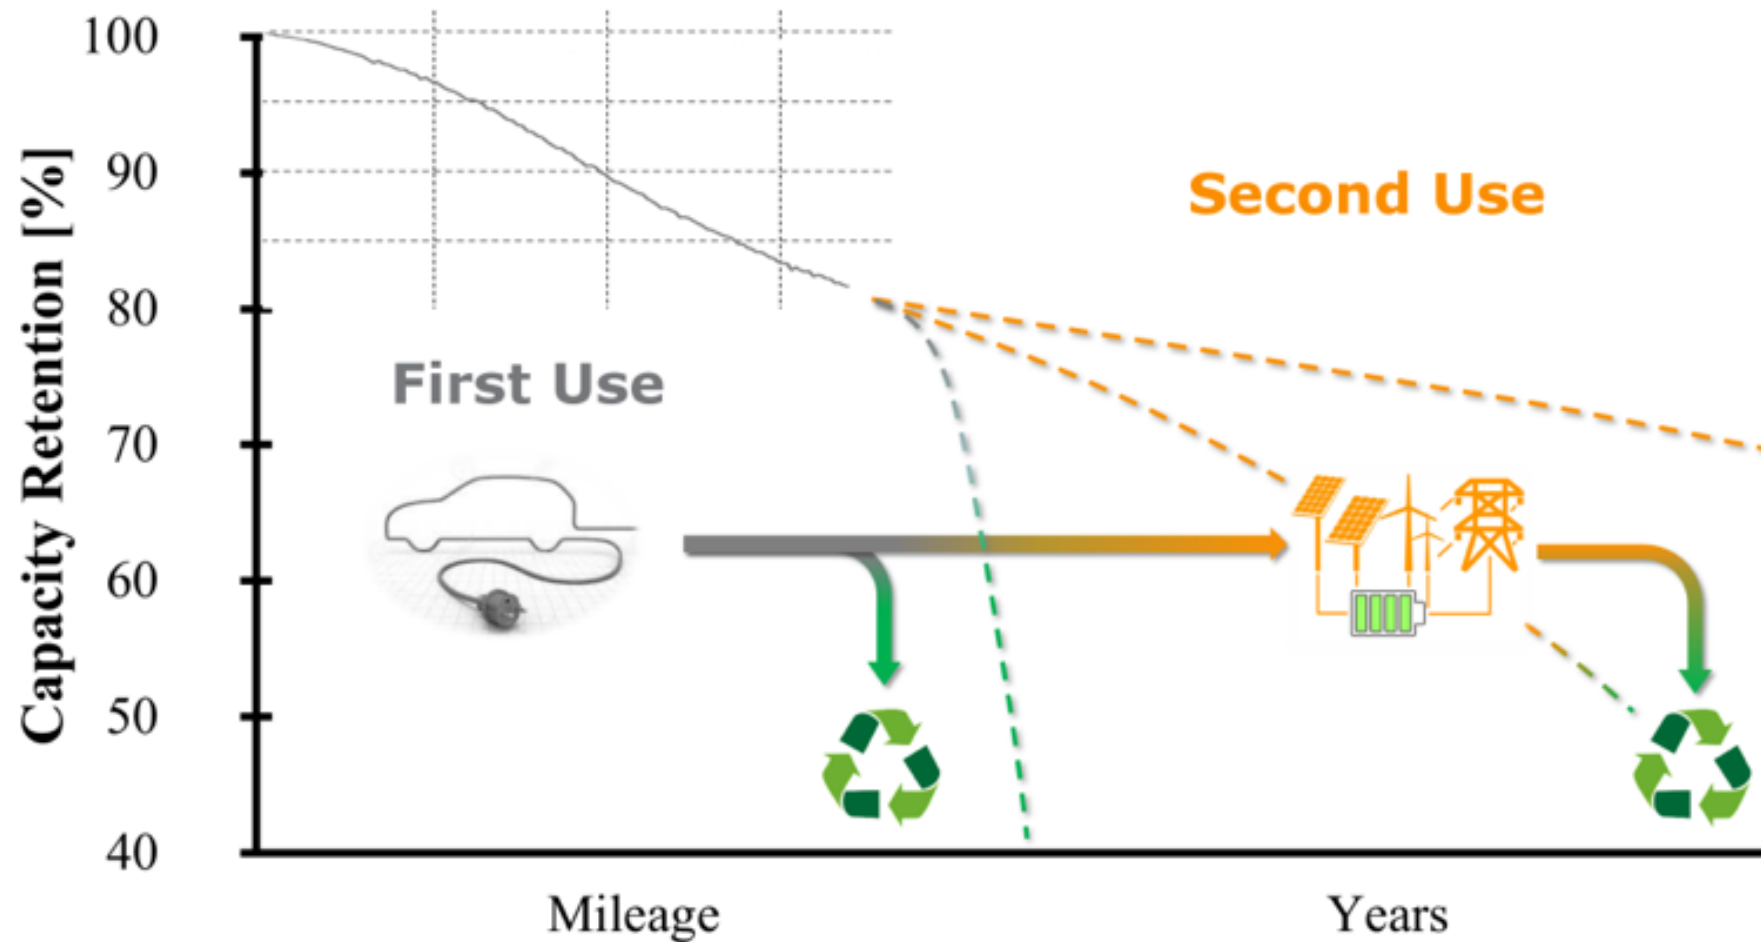 Capacity Retention [%]
100
90
80
70
60
50
40
First Use
Second Use
Mileage
Years